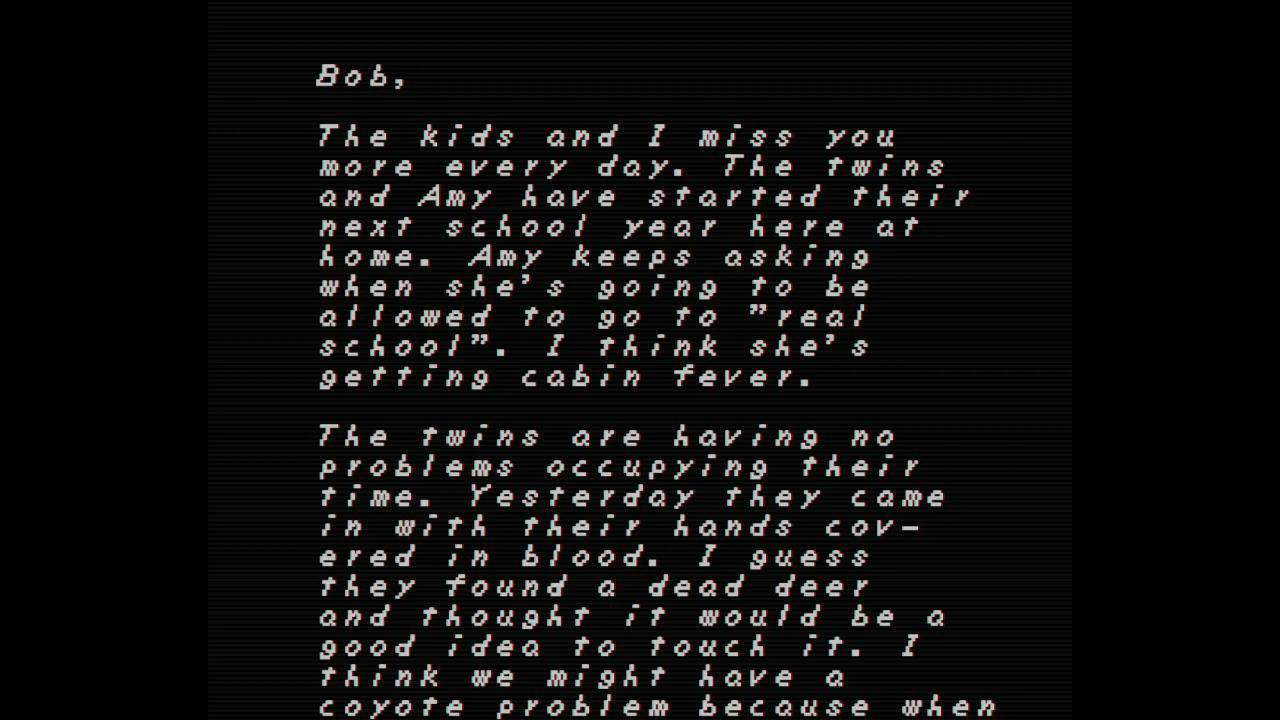 Bob,
The kids and I miss you
more every day. The twins
and Amy have started their
next school year here at
home. Amy keeps asking
when she's going to be
allowed to go to "real
school". I think she's
getting cabin fever.
The twins are having no
problems occupying their
time. Yesterday they came
in with their hands cov-
ered in blood. I guess
they found a dead deer
and thought it would be a
good idea to touch it. I
think we might have a
coyote problem because when